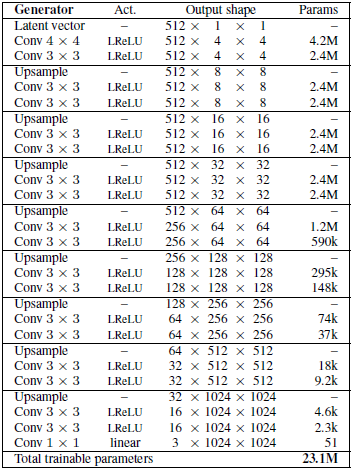 Generator Act. Output shape Params
Latent vector – 512 × 1 × 1 –
Conv 4 × 4 LReLU 512 × 4 × 4 4.2M
Conv 3 × 3 LReLU 512 × 4 × 4 2.4M
Upsample – 512 × 8 × 8 –
Conv 3 × 3 LReLU 512 × 8 × 8 2.4M
Conv 3 × 3 LReLU 512 × 8 × 8 2.4M
Upsample – 512 × 16 × 16 –
Conv 3 × 3 LReLU 512 × 16 × 16 2.4M
Conv 3 × 3 LReLU 512 × 16 × 16 2.4M
Upsample – 512 × 32 × 32 –
Conv 3 × 3 LReLU 512 × 32 × 32 2.4M
Conv 3 × 3 LReLU 512 × 32 × 32 2.4M
Upsample – 512 × 64 × 64 –
Conv 3 × 3 LReLU 256 × 64 × 64 1.2M
Conv 3 × 3 LReLU 256 × 64 × 64 590k
Upsample – 256 × 128 × 128 –
Conv 3 × 3 LReLU 128 × 128 × 128 295k
Conv 3 × 3 LReLU 128 × 128 × 128 148k
Upsample – 128 × 256 × 256 –
Conv 3 × 3 LReLU 64 × 256 × 256 74k
Conv 3 × 3 LReLU 64 × 256 × 256 37k
Upsample – 64 × 512 × 512 –
Conv 3 × 3 LReLU 32 × 512 × 512 18k
Conv 3 × 3 LReLU 32 × 512 × 512 9.2k
Upsample – 32 × 1024 × 1024 –
Conv 3 × 3 LReLU 16 × 1024 × 1024 4.6k
Conv 3 × 3 LReLU 16 × 1024 × 1024 2.3k
Conv 1 × 1 linear 3 × 1024 × 1024 51
Total trainable parameters 23.1M